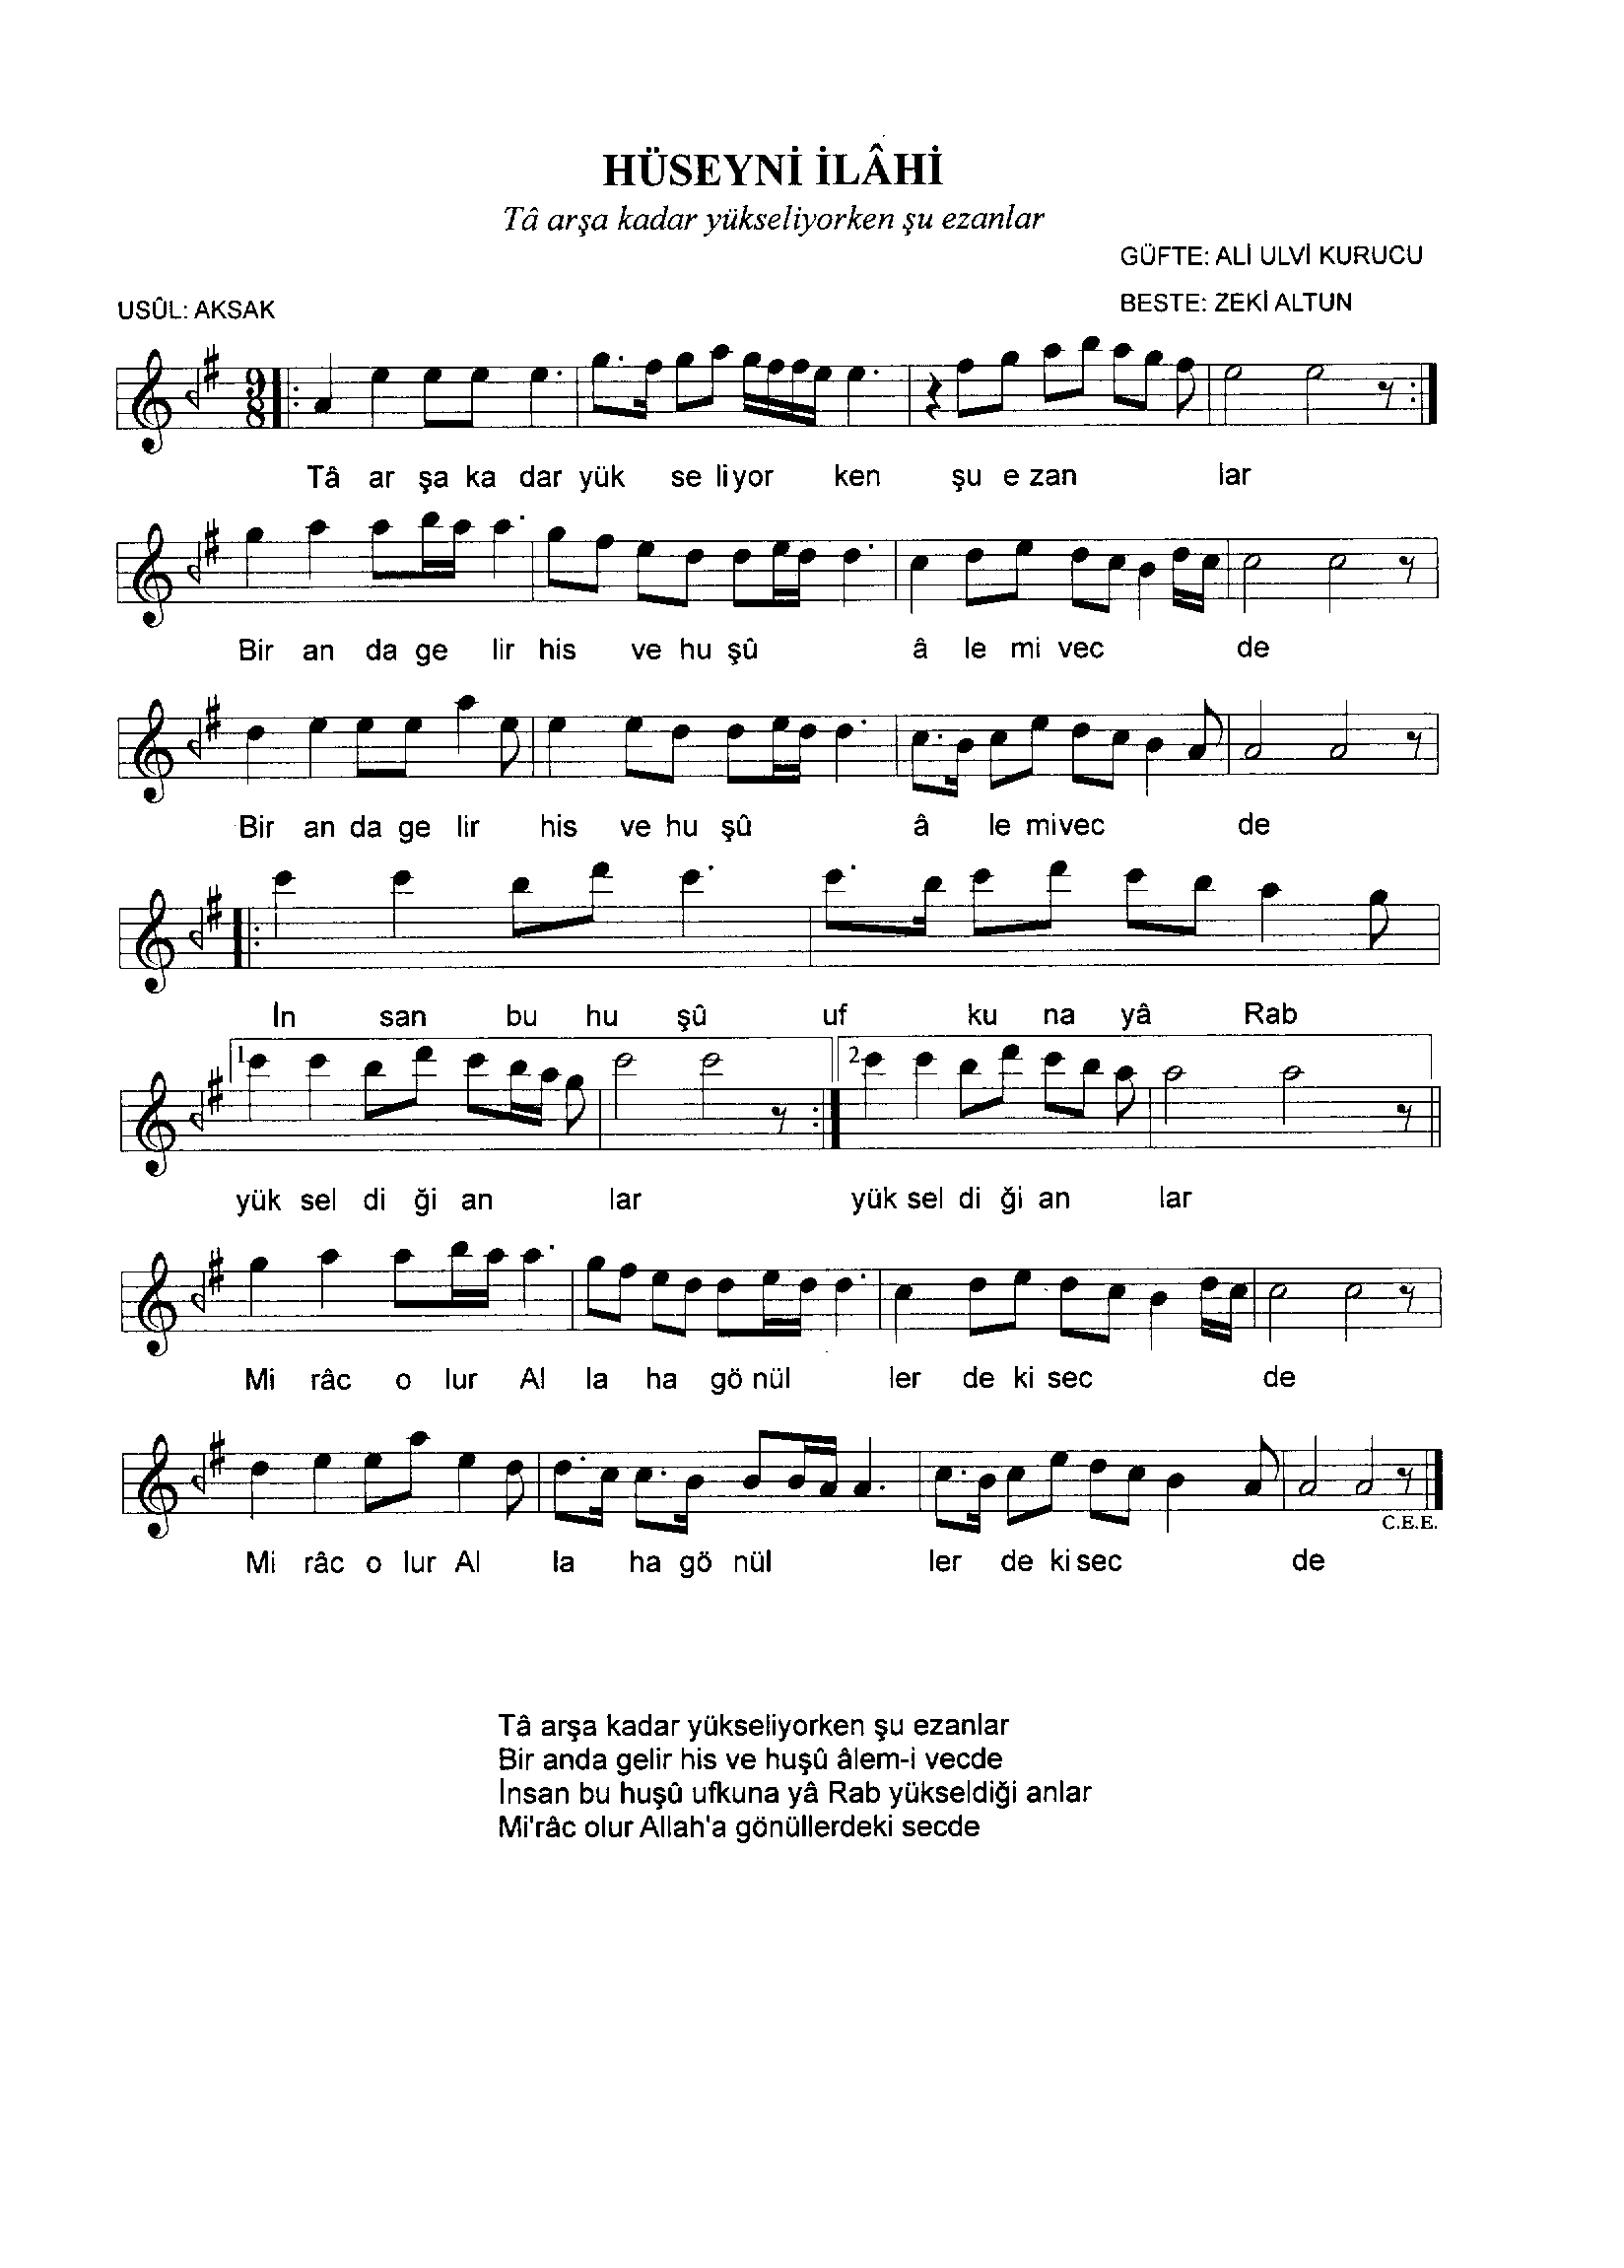 HÜSEYNİ İLÂHİ
Tâ arşa kadar yükseliyorken şu ezanlar
GÜFTE: ALİ ULVİ KURUCU
USÛL: AKSAK
BESTE: ZEKİ ALTUN
9
8
Tâ ar şa ka dar yük se li yor ken şu e zan lar
Bir an da ge lir his ve hu şû â le mi vec de
Bir an da ge lir his ve hu şû â le mi vec de
İn san bu hu şû uf ku na yâ Rab
1 2
yük sel di ği an lar yük sel di ği an lar
Mi râc o lur Al la ha gö nül ler de ki sec de
C.E.E.
Mi râc o lur Al la ha gö nül ler de ki sec de
Tâ arşa kadar yükseliyorken şu ezanlar
Bir anda gelir his ve huşû âlem-i vecde
İnsan bu huşû ufkuna yâ Rab yükseldiği anlar
Mi'râc olur Allah'a gönüllerdeki secde